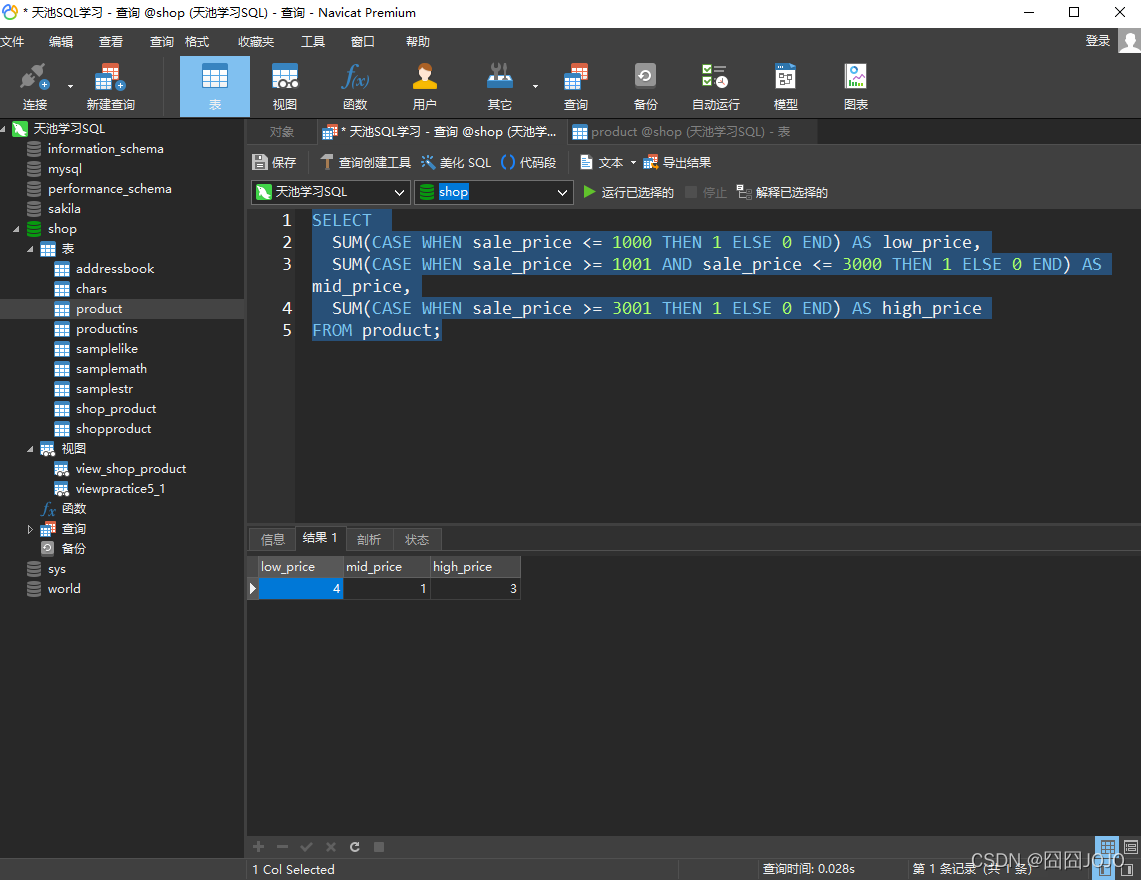 * 天池SQL学习 - 查询 @shop (天池学习SQL) - 查询 - Navicat Premium
文件 编辑 查看 查询 格式 收藏夹 工具 窗口 帮助 登录
连接 新建查询 表 视图 函数 用户 其它 查询 备份 自动运行 模型 图表
天池学习SQL
information_schema
mysql
performance_schema
sakila
shop
表
addressbook
chars
product
productins
samplelike
samplemath
samplestr
shop_product
shopproduct
视图
view_shop_product
viewpractice5_1
函数
查询
备份
sys
world
对象 * 天池SQL学习 - 查询 @shop (天池学... product @shop (天池学习SQL) - 表
保存 查询创建工具 美化 SQL 代码段 文本 导出结果
天池学习SQL shop 运行已选择的 停止 解释已选择的
1 SELECT
2 SUM(CASE WHEN sale_price <= 1000 THEN 1 ELSE 0 END) AS low_price,
3 SUM(CASE WHEN sale_price >= 1001 AND sale_price <= 3000 THEN 1 ELSE 0 END) AS
mid_price,
4 SUM(CASE WHEN sale_price >= 3001 THEN 1 ELSE 0 END) AS high_price
5 FROM product;
信息 结果 1 剖析 状态
low_price mid_price high_price
4 1 3
1 Col Selected 查询时间: 0.028s 第 1 条记录 (共 1 条)
CSDN @囧囧JOJO